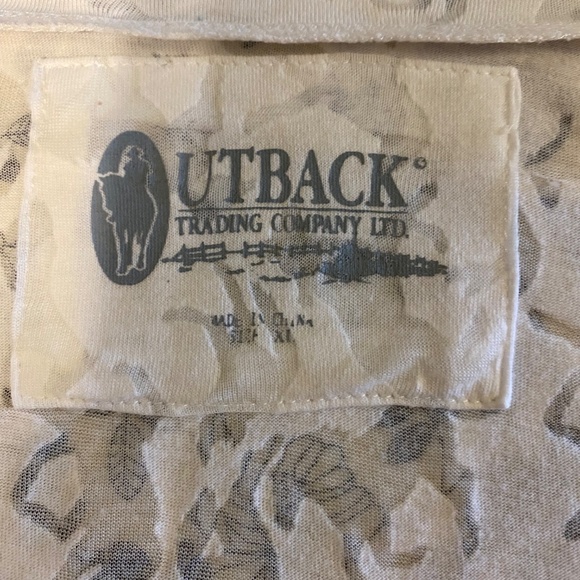 OUTBACK©
TRADING COMPANY LTD.
MADE IN CHINA
SIZE XL